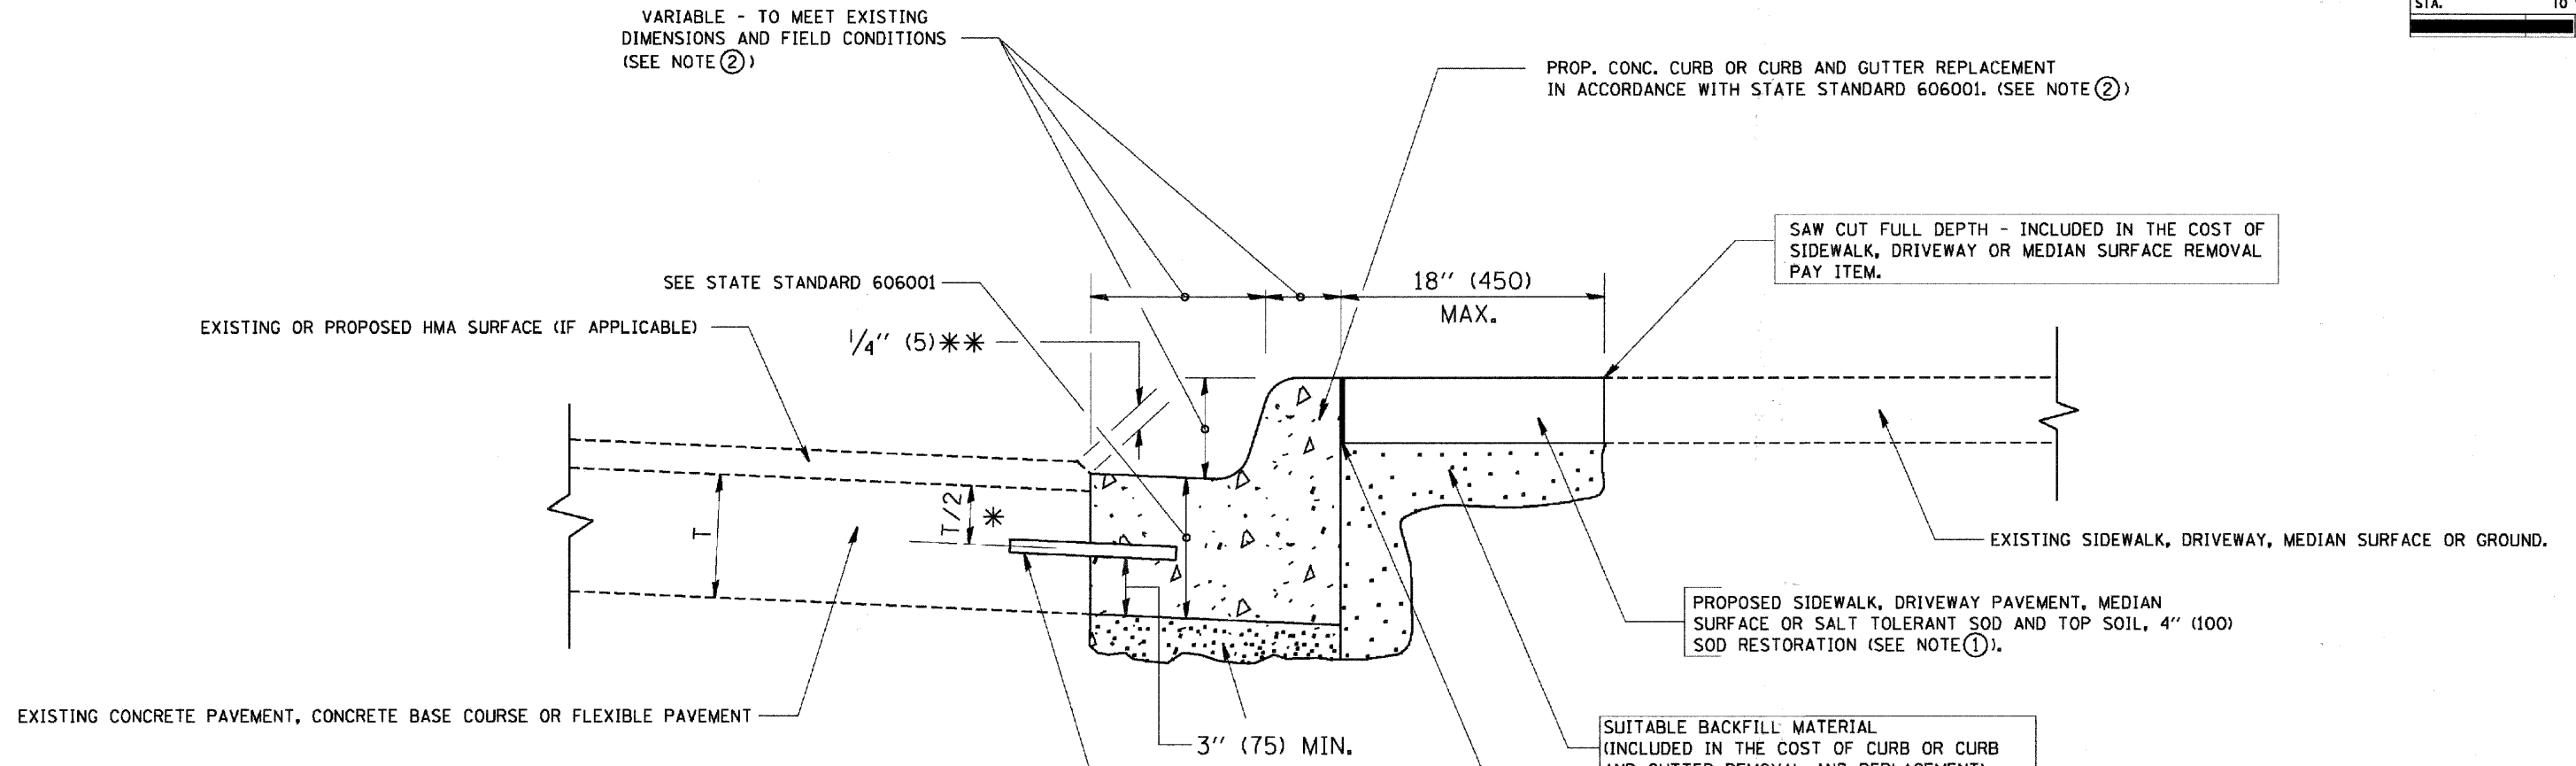 STA. TO
VARIABLE - TO MEET EXISTING
DIMENSIONS AND FIELD CONDITIONS
(SEE NOTE ②)
PROP. CONC. CURB OR CURB AND GUTTER REPLACEMENT
IN ACCORDANCE WITH STATE STANDARD 606001. (SEE NOTE ②)
SAW CUT FULL DEPTH - INCLUDED IN THE COST OF
SIDEWALK, DRIVEWAY OR MEDIAN SURFACE REMOVAL
PAY ITEM.
SEE STATE STANDARD 606001
18" (450)
MAX.
EXISTING OR PROPOSED HMA SURFACE (IF APPLICABLE)
1/4" (5)**
T
T/2
*
EXISTING SIDEWALK, DRIVEWAY, MEDIAN SURFACE OR GROUND.
PROPOSED SIDEWALK, DRIVEWAY PAVEMENT, MEDIAN
SURFACE OR SALT TOLERANT SOD AND TOP SOIL, 4" (100)
SOD RESTORATION (SEE NOTE ①).
EXISTING CONCRETE PAVEMENT, CONCRETE BASE COURSE OR FLEXIBLE PAVEMENT
3" (75) MIN.
SUITABLE BACKFILL MATERIAL
(INCLUDED IN THE COST OF CURB OR CURB
AND GUTTER REMOVAL AND REPLACEMENT)